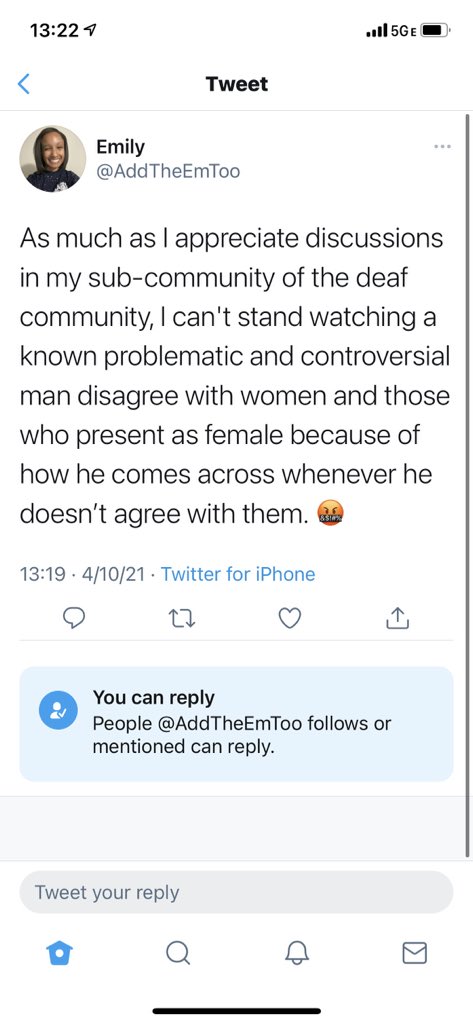 13:22
5GE
Tweet
Emily
@AddTheEmToo
As much as I appreciate discussions
in my sub-community of the deaf
community, I can't stand watching a
known problematic and controversial
man disagree with women and those
who present as female because of
how he comes across whenever he
doesn’t agree with them. 🤬
13:19 · 4/10/21 · Twitter for iPhone
You can reply
People @AddTheEmToo follows or
mentioned can reply.
Tweet your reply